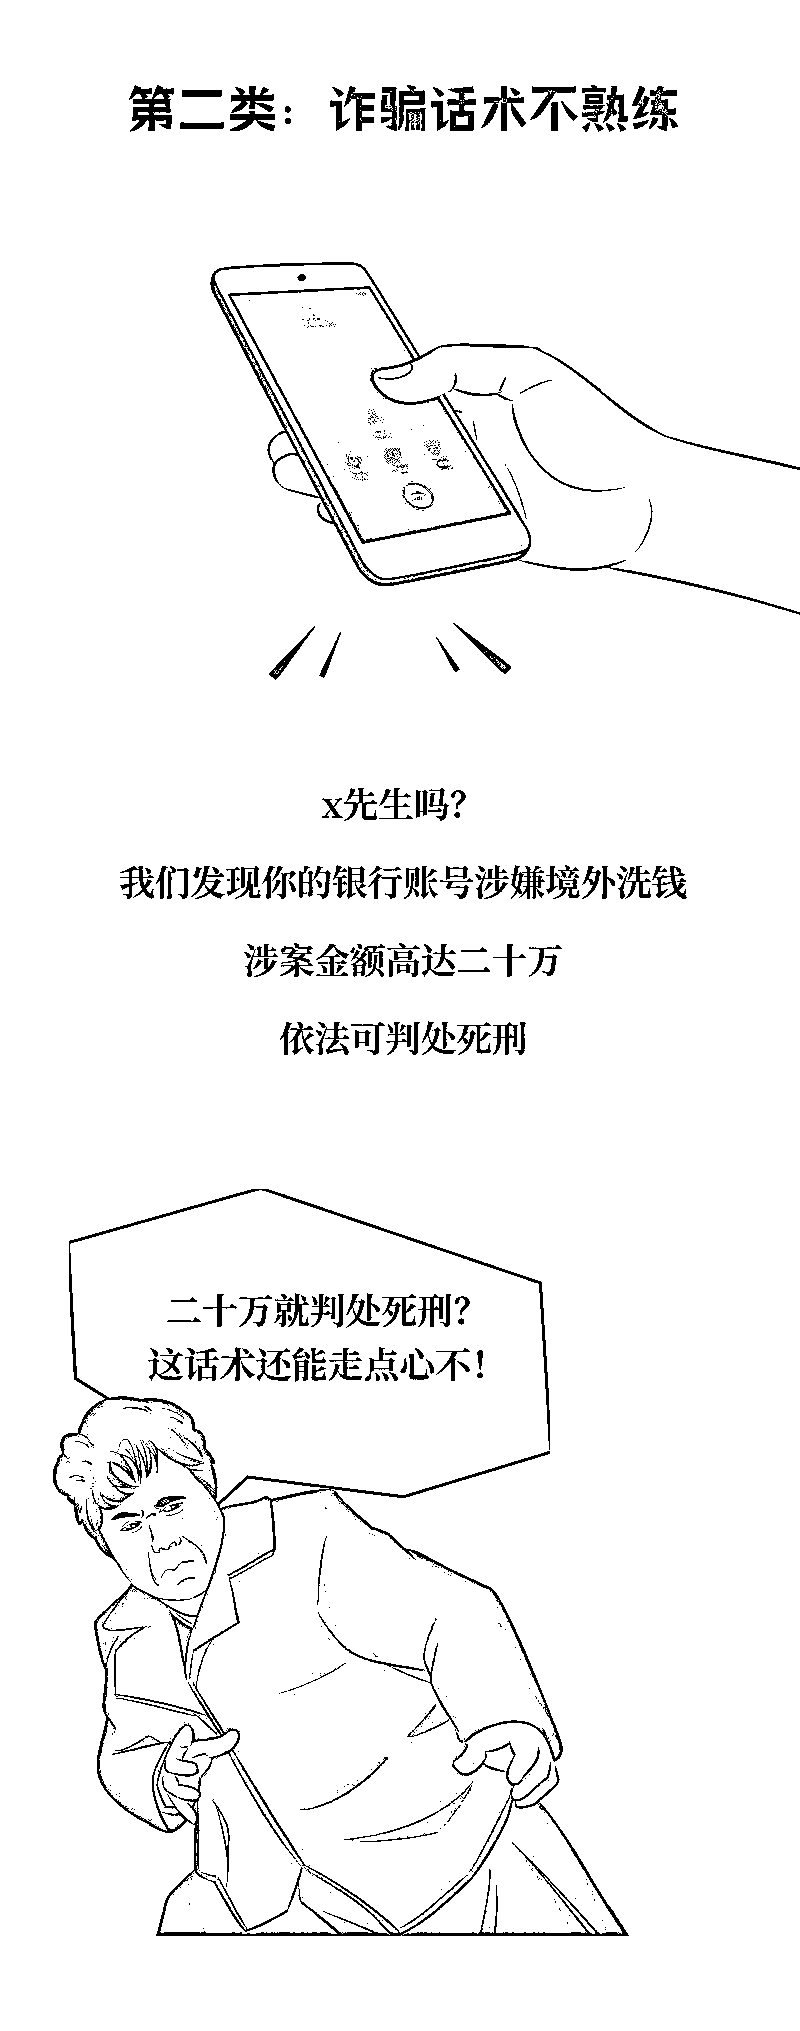 第二类：诈骗话术不熟练
x先生吗？
我们发现你的银行账号涉嫌境外洗钱
涉案金额高达二十万
依法可判处死刑
二十万就判处死刑？
这话术还能走点心不！